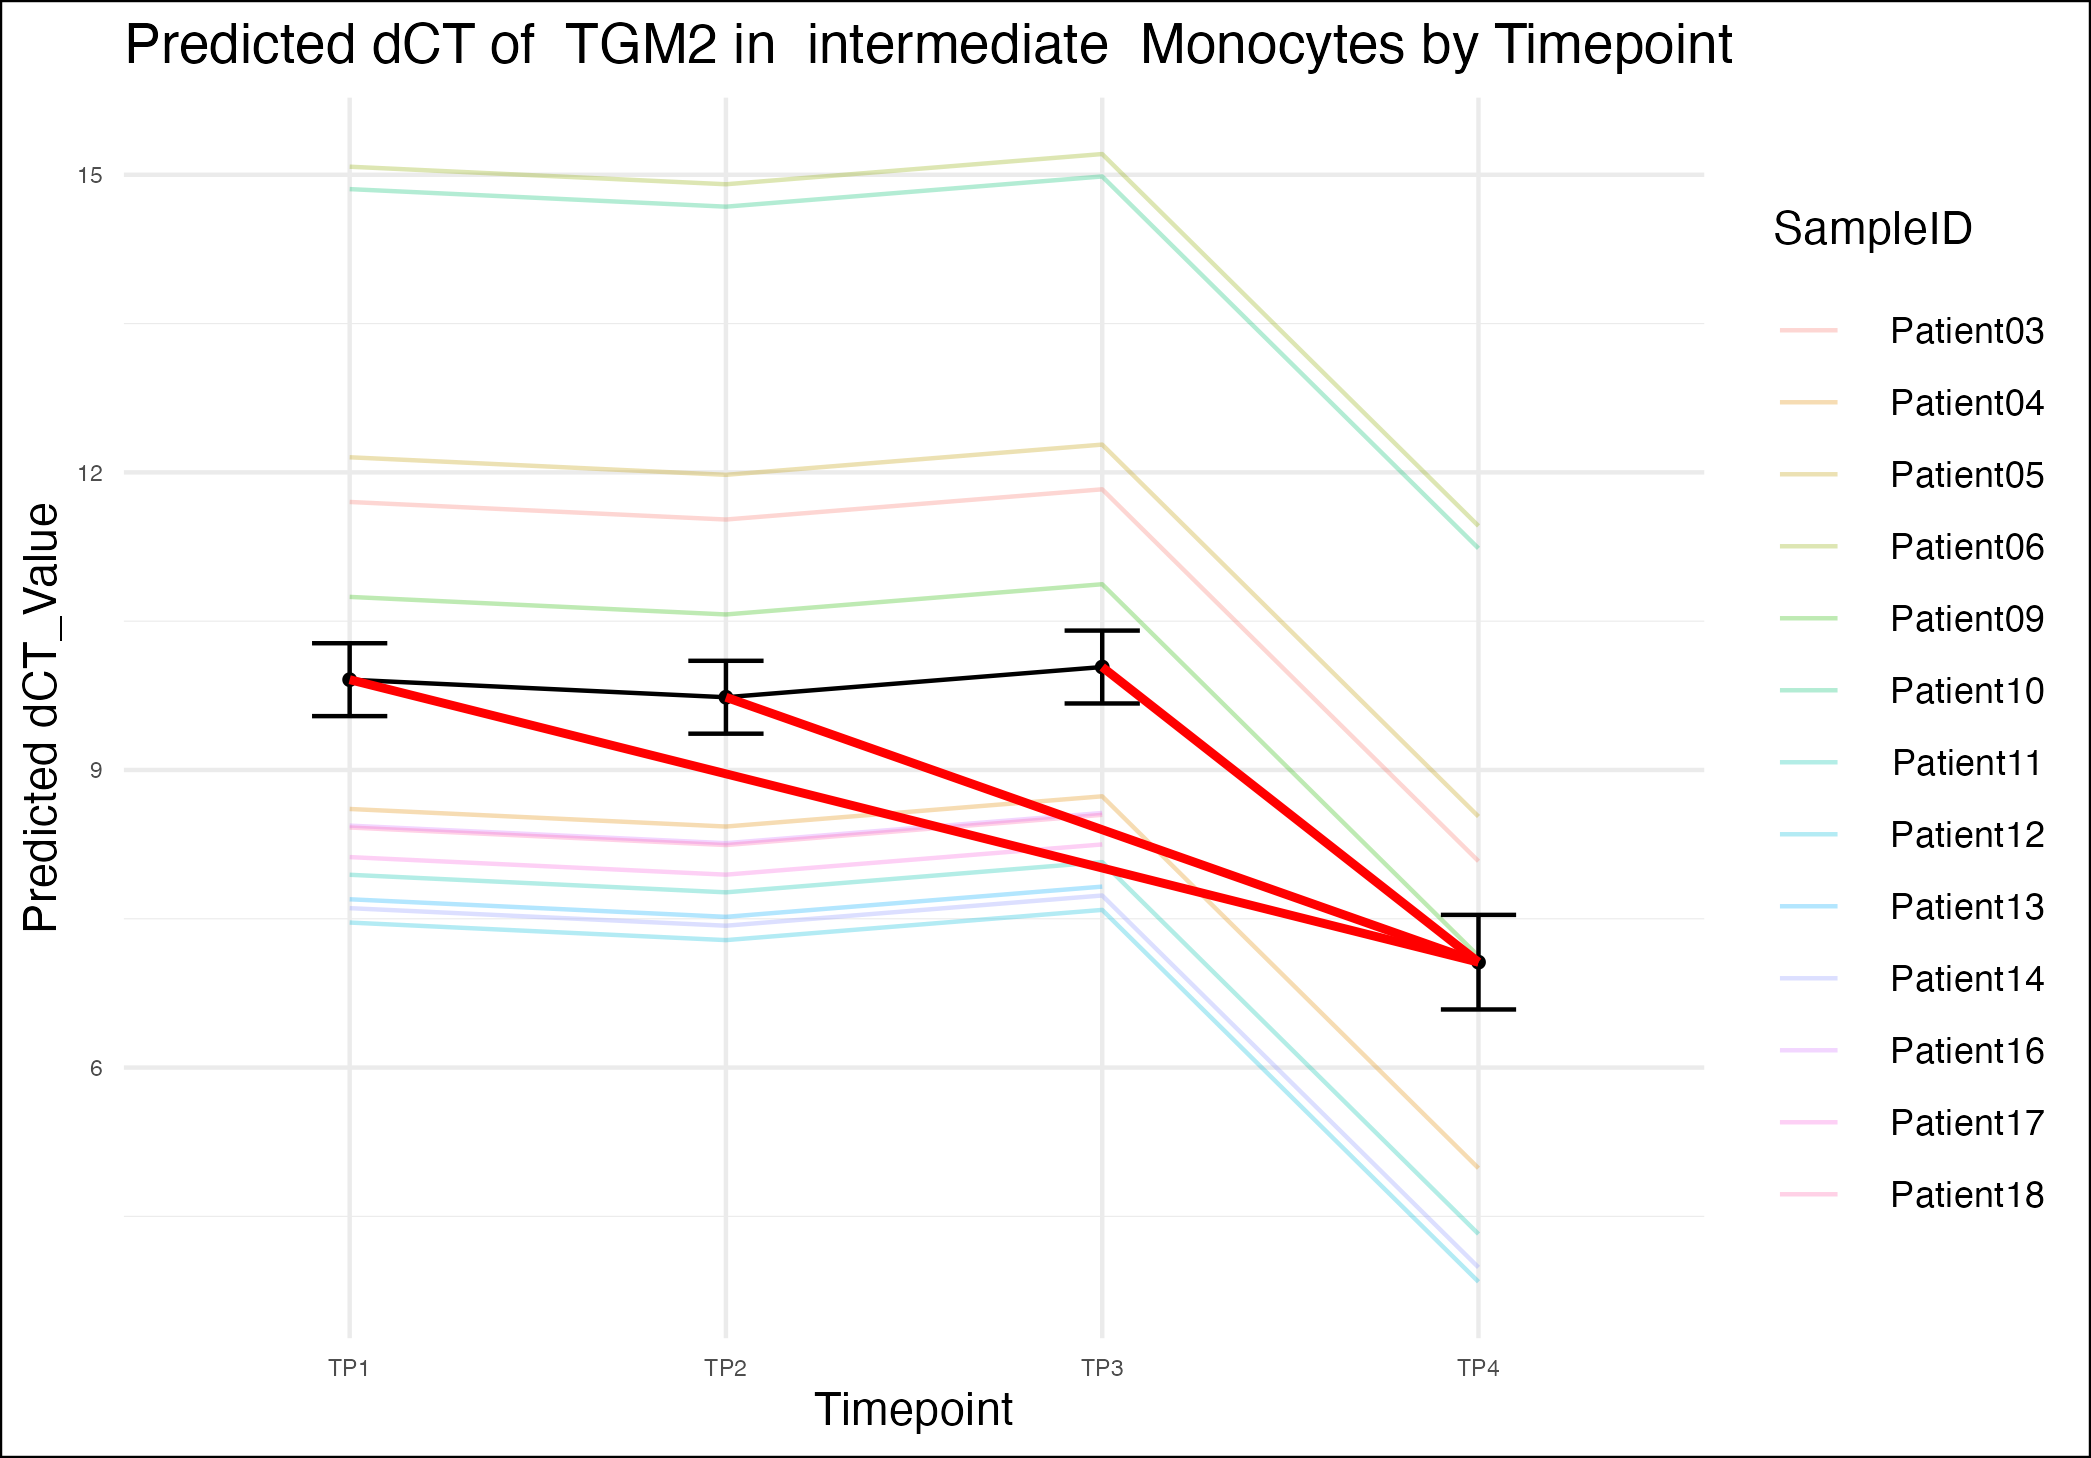 Predicted dCT of  TGM2 in  intermediate  Monocytes by Timepoint
Predicted dCT_Value
15
12
9
6
TP1
TP2
TP3
TP4
Timepoint
SampleID
Patient03
Patient04
Patient05
Patient06
Patient09
Patient10
Patient11
Patient12
Patient13
Patient14
Patient16
Patient17
Patient18